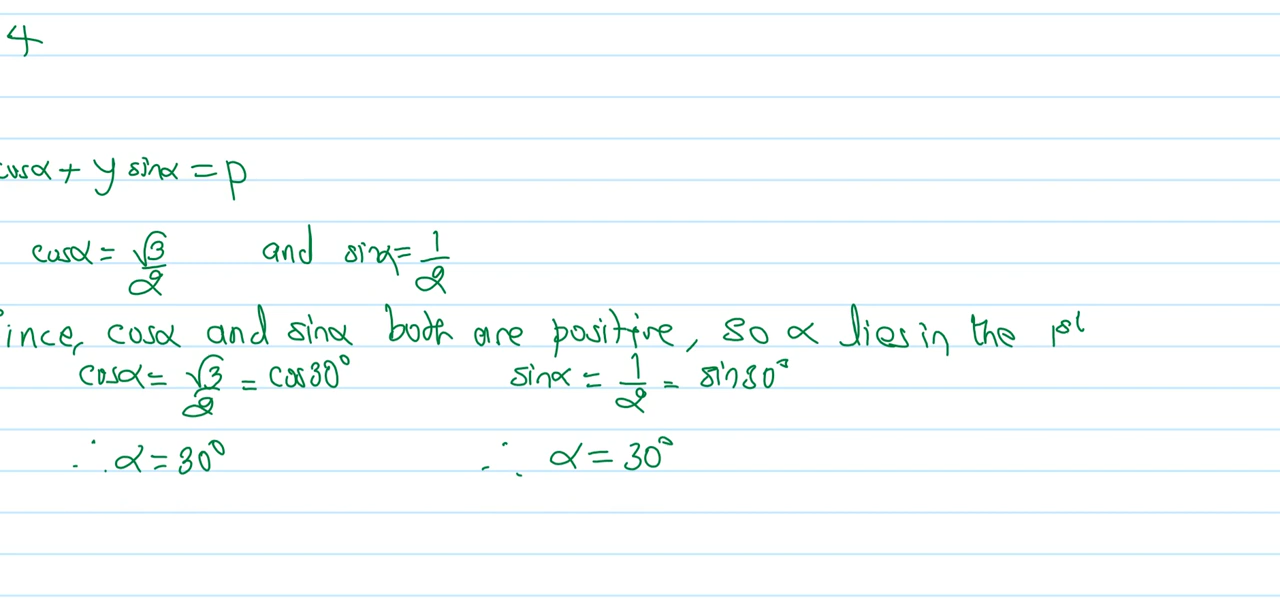 4
cosα + y sinα = p
cosα = √3/2 and sinα = 1/2
ince, cosα and sinα both are positive, so α lies in the 1st
cosα = √3/2 = cos30° sinα = 1/2 = sin30°
∴ α = 30° ∴ α = 30°